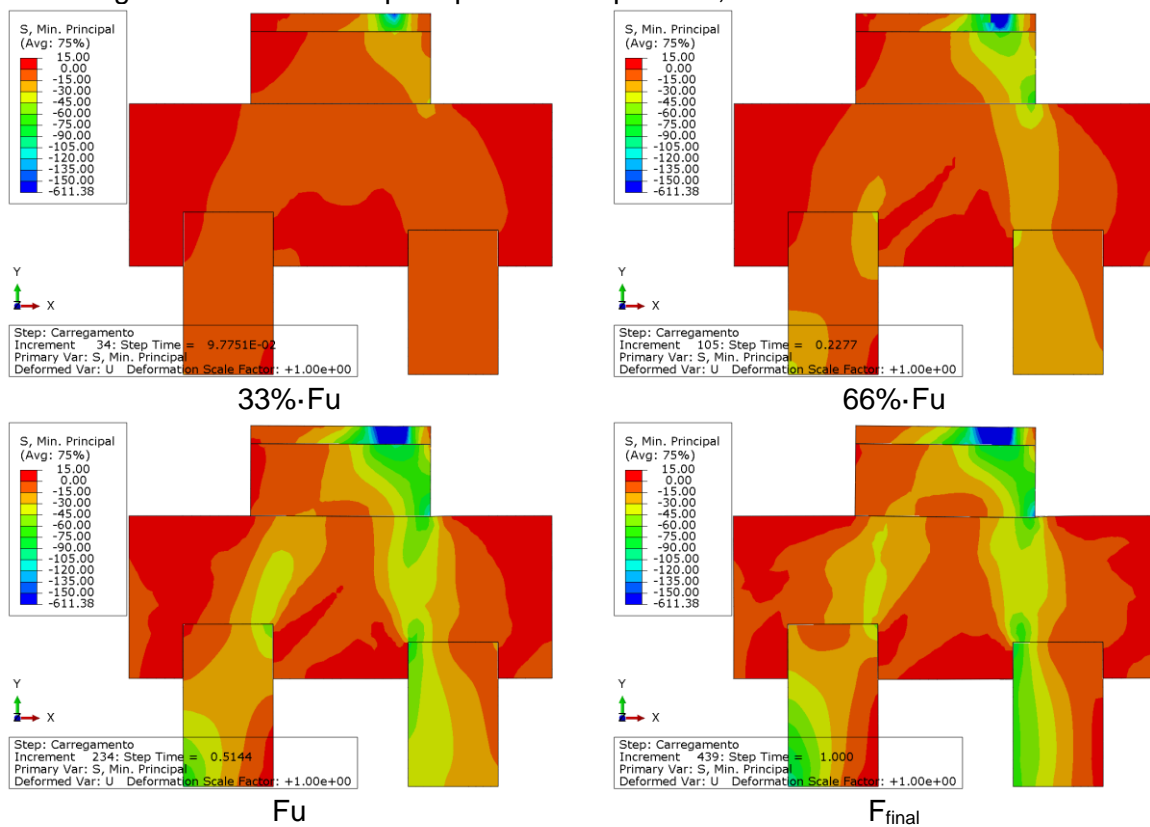 S, Min. Principal
(Avg: 75%)
15.00
0.00
-15.00
-30.00
-45.00
-60.00
-75.00
-90.00
-105.00
-120.00
-135.00
-150.00
-611.38
Y
Z X
Step: Carregamento
Increment 34: Step Time = 9.7751E-02
Primary Var: S, Min. Principal
Deformed Var: U Deformation Scale Factor: +1.00e+00
33%·Fu
S, Min. Principal
(Avg: 75%)
15.00
0.00
-15.00
-30.00
-45.00
-60.00
-75.00
-90.00
-105.00
-120.00
-135.00
-150.00
-611.38
Y
Z X
Step: Carregamento
Increment 105: Step Time = 0.2277
Primary Var: S, Min. Principal
Deformed Var: U Deformation Scale Factor: +1.00e+00
66%·Fu
S, Min. Principal
(Avg: 75%)
15.00
0.00
-15.00
-30.00
-45.00
-60.00
-75.00
-90.00
-105.00
-120.00
-135.00
-150.00
-611.38
Y
Z X
Step: Carregamento
Increment 234: Step Time = 0.5144
Primary Var: S, Min. Principal
Deformed Var: U Deformation Scale Factor: +1.00e+00
Fu
S, Min. Principal
(Avg: 75%)
15.00
0.00
-15.00
-30.00
-45.00
-60.00
-75.00
-90.00
-105.00
-120.00
-135.00
-150.00
-611.38
Y
Z X
Step: Carregamento
Increment 439: Step Time = 1.000
Primary Var: S, Min. Principal
Deformed Var: U Deformation Scale Factor: +1.00e+00
Ffinal